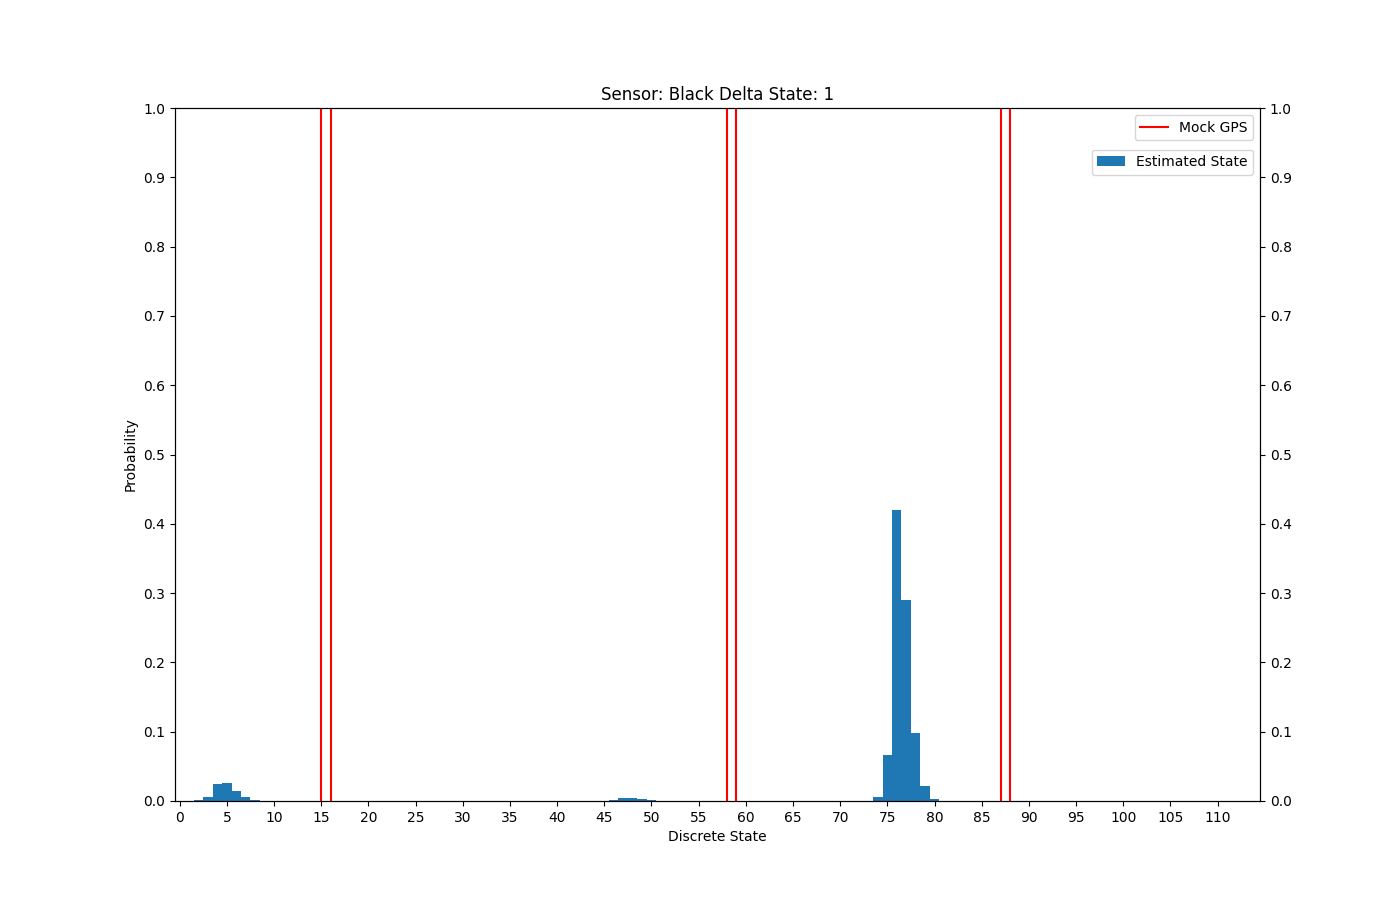 Sensor: Black Delta State: 1
1.0 1.0
Mock GPS
Estimated State
0.9 0.9
0.8 0.8
0.7 0.7
0.6 0.6
0.5 0.5
0.4 0.4
0.3 0.3
0.2 0.2
0.1 0.1
0.0 0.0
Probability
0 5 10 15 20 25 30 35 40 45 50 55 60 65 70 75 80 85 90 95 100 105 110
Discrete State